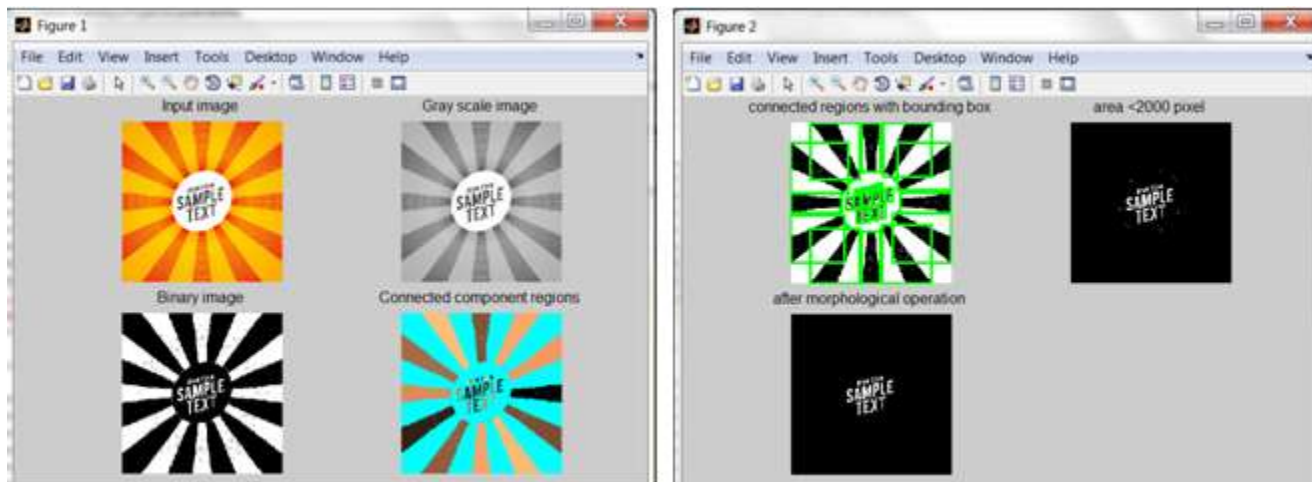 Figure 1
File Edit View Insert Tools Desktop Window Help
Input image
Gray scale image
SAMPLE
TEXT
SAMPLE
TEXT
Binary image
Connected component regions
SAMPLE
TEXT
SAMPLE
TEXT
Figure 2
File Edit View Insert Tools Desktop Window Help
connected regions with bounding box
area <2000 pixel
SAMPLE
TEXT
SAMPLE
TEXT
after morphological operation
SAMPLE
TEXT